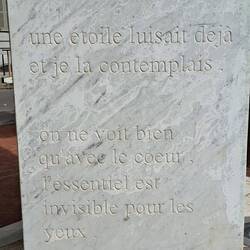 une étoile luisait déjà
et je la contemplais.
on ne voit bien
qu'avec le coeur,
l'essentiel est
invisible pour les
yeux